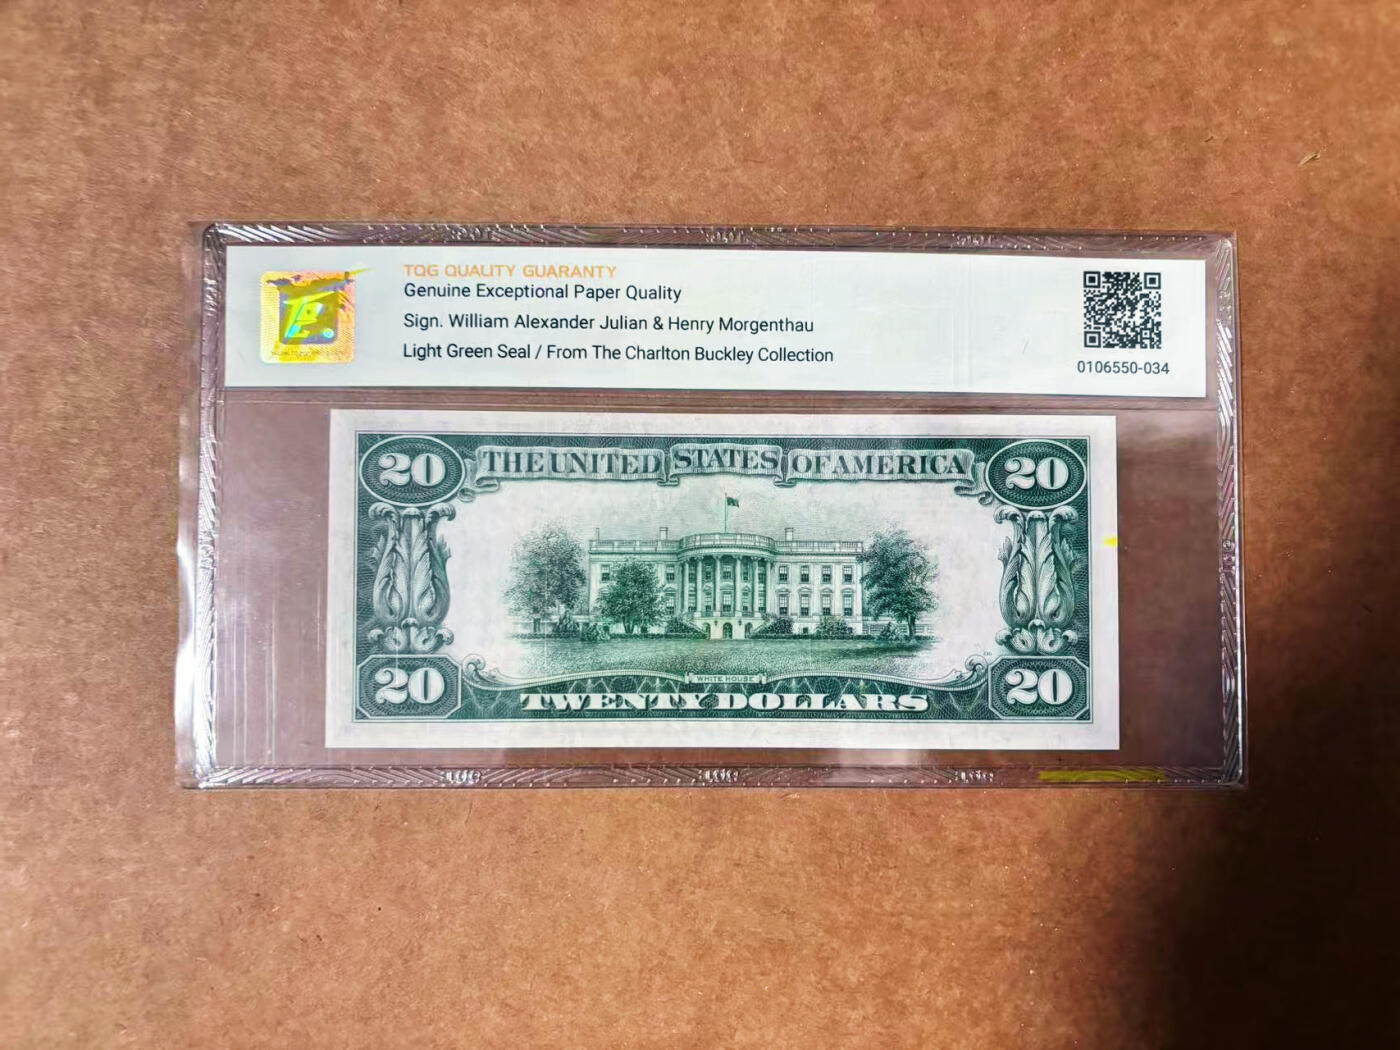 TQG QUALITY GUARANTY
Genuine Exceptional Paper Quality
Sign. William Alexander Julian & Henry Morgenthau
Light Green Seal / From The Charlton Buckley Collection
0106550-034
20 THE UNITED STATES OF AMERICA 20
WHITE HOUSE
20 TWENTY DOLLARS 20